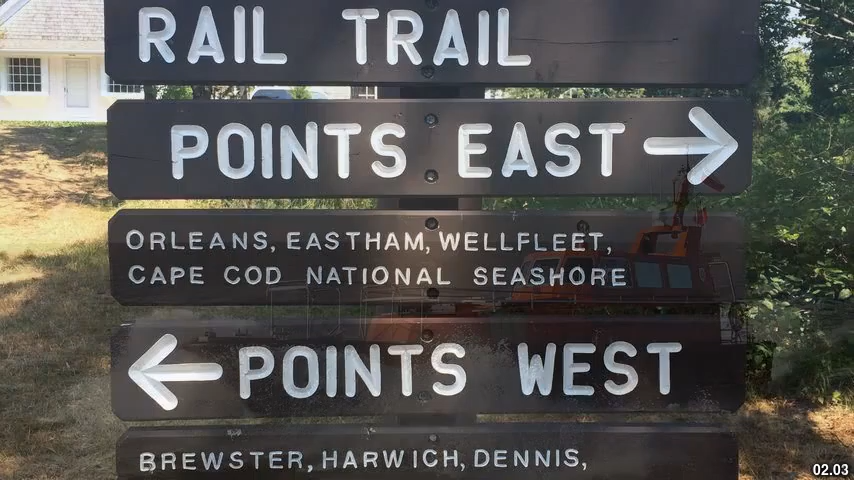 RAIL TRAIL
POINTS EAST →
ORLEANS, EASTHAM, WELLFLEET,
CAPE COD NATIONAL SEASHORE
← POINTS WEST
BREWSTER, HARWICH, DENNIS,
02.03